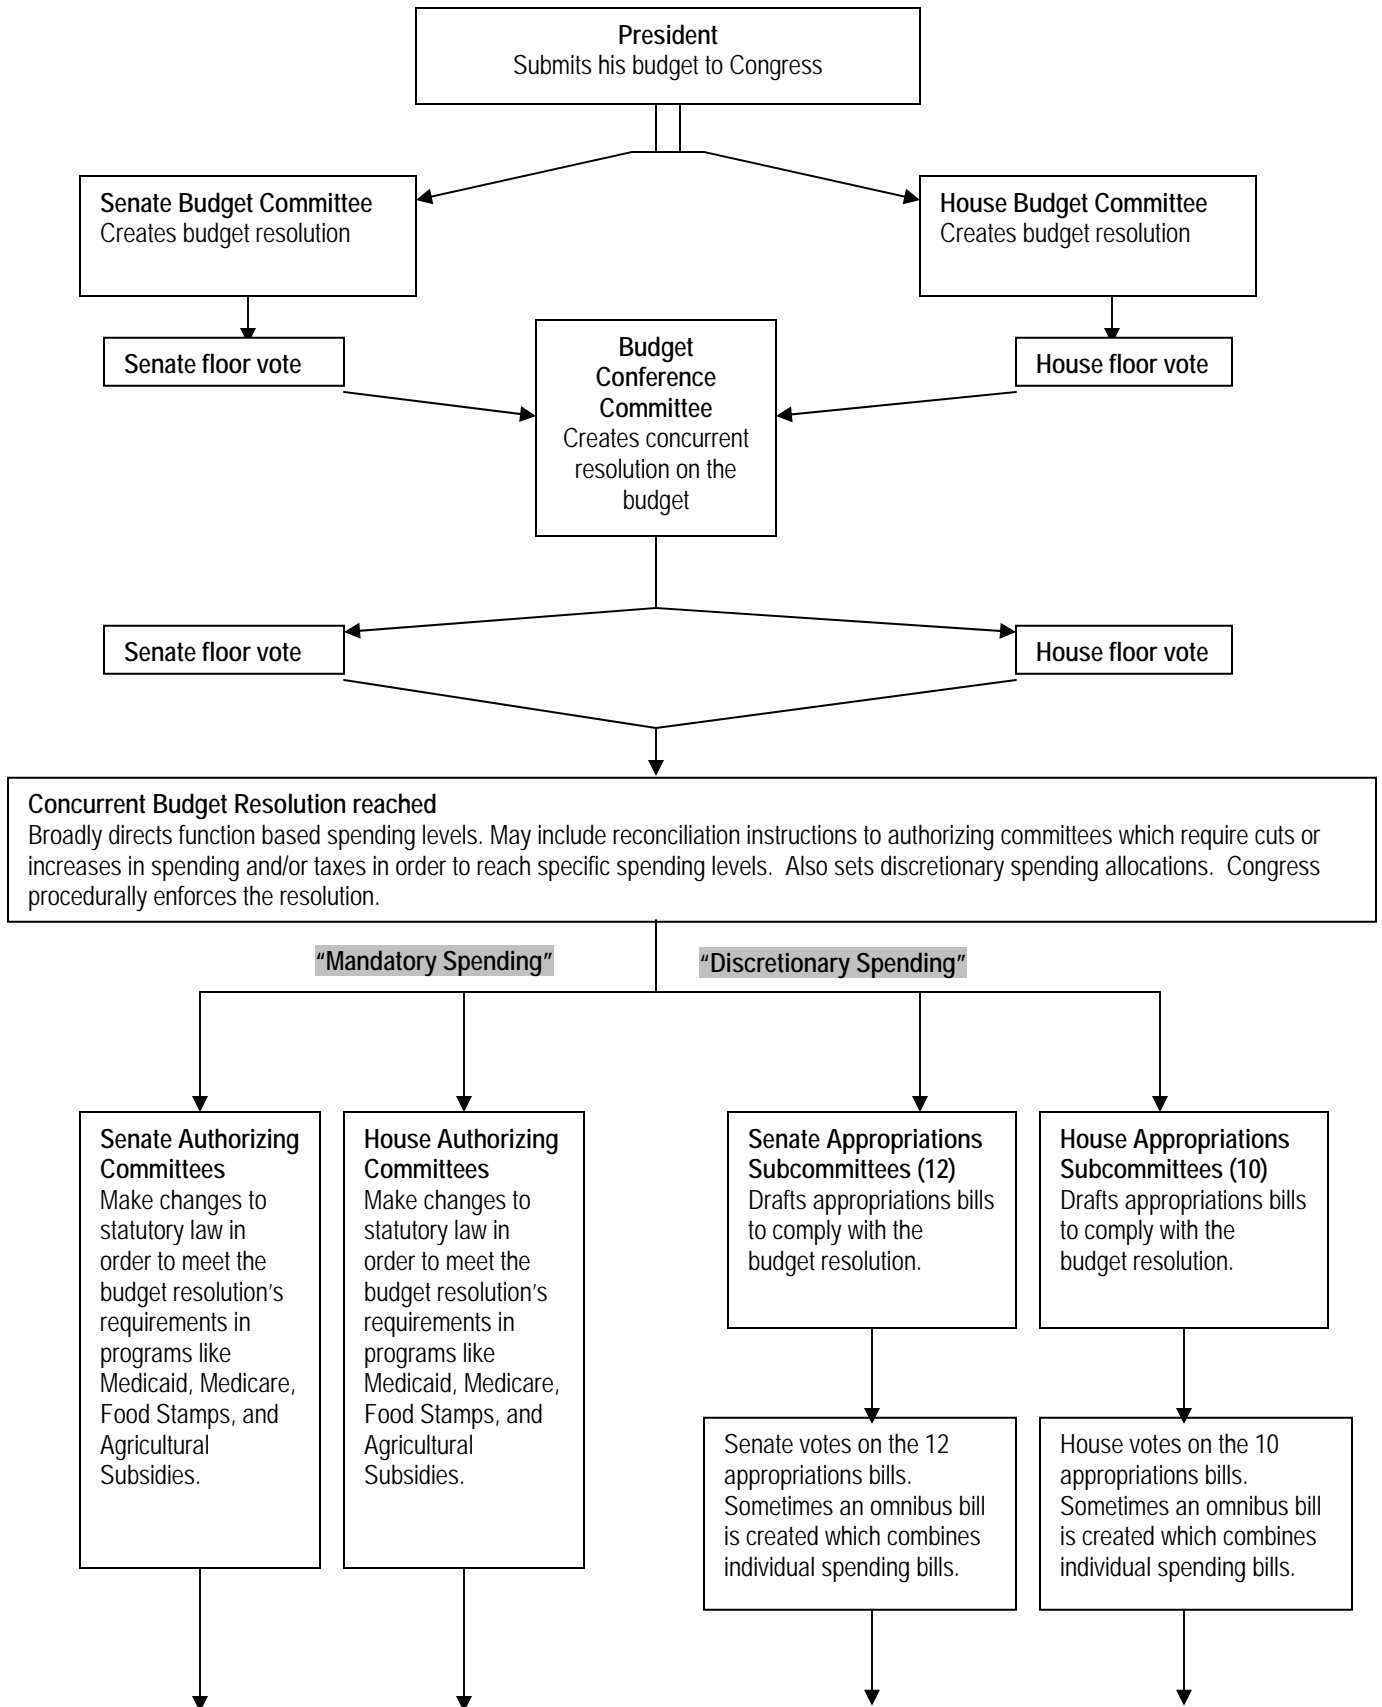 President
Submits his budget to Congress
Senate Budget Committee
Creates budget resolution
House Budget Committee
Creates budget resolution
Senate floor vote
Budget
Conference
Committee
Creates concurrent
resolution on the
budget
House floor vote
Senate floor vote
House floor vote
Concurrent Budget Resolution reached
Broadly directs function based spending levels. May include reconciliation instructions to authorizing committees which require cuts or
increases in spending and/or taxes in order to reach specific spending levels.  Also sets discretionary spending allocations.  Congress
procedurally enforces the resolution.
“Mandatory Spending”
“Discretionary Spending”
Senate Authorizing
Committees
Make changes to
statutory law in
order to meet the
budget resolution’s
requirements in
programs like
Medicaid, Medicare,
Food Stamps, and
Agricultural
Subsidies.
House Authorizing
Committees
Make changes to
statutory law in
order to meet the
budget resolution’s
requirements in
programs like
Medicaid, Medicare,
Food Stamps, and
Agricultural
Subsidies.
Senate Appropriations
Subcommittees (12)
Drafts appropriations bills
to comply with the
budget resolution.
House Appropriations
Subcommittees (10)
Drafts appropriations bills
to comply with the
budget resolution.
Senate votes on the 12
appropriations bills.
Sometimes an omnibus bill
is created which combines
individual spending bills.
House votes on the 10
appropriations bills.
Sometimes an omnibus bill
is created which combines
individual spending bills.